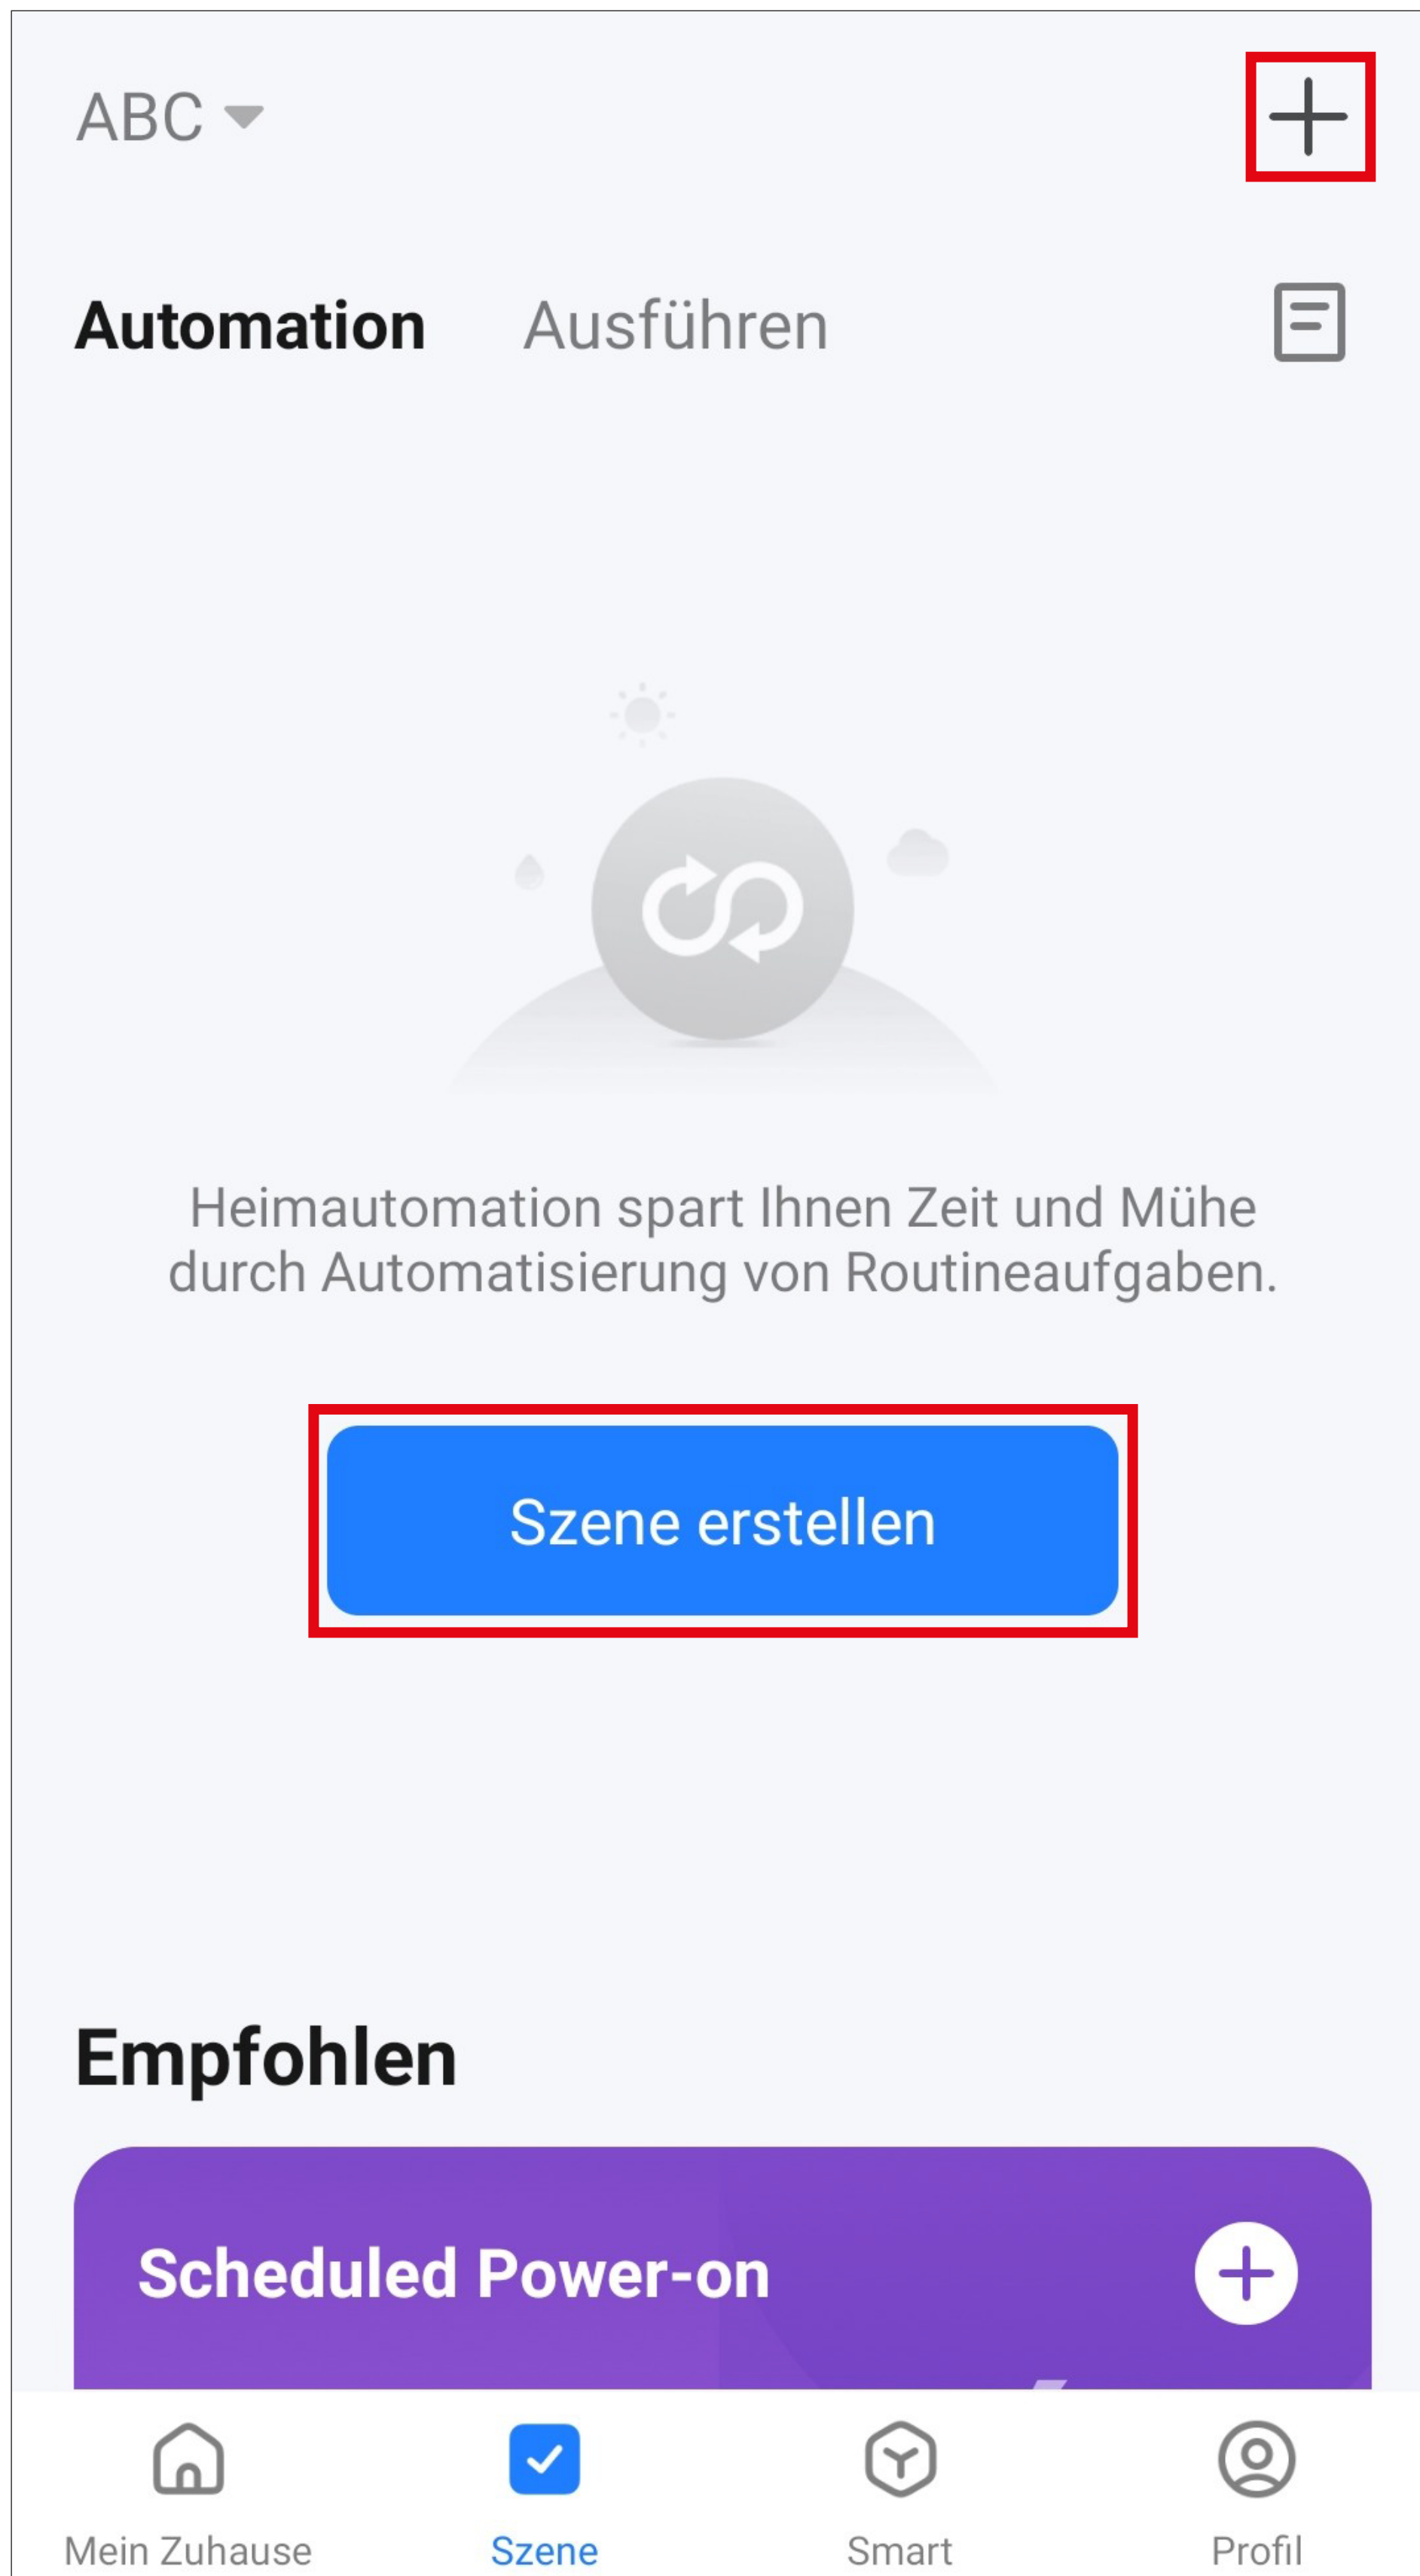 ABC
Automation Ausführen
Heimautomation spart Ihnen Zeit und Mühe
durch Automatisierung von Routineaufgaben.
Szene erstellen
Empfohlen
Scheduled Power-on
Mein Zuhause Szene Smart Profil